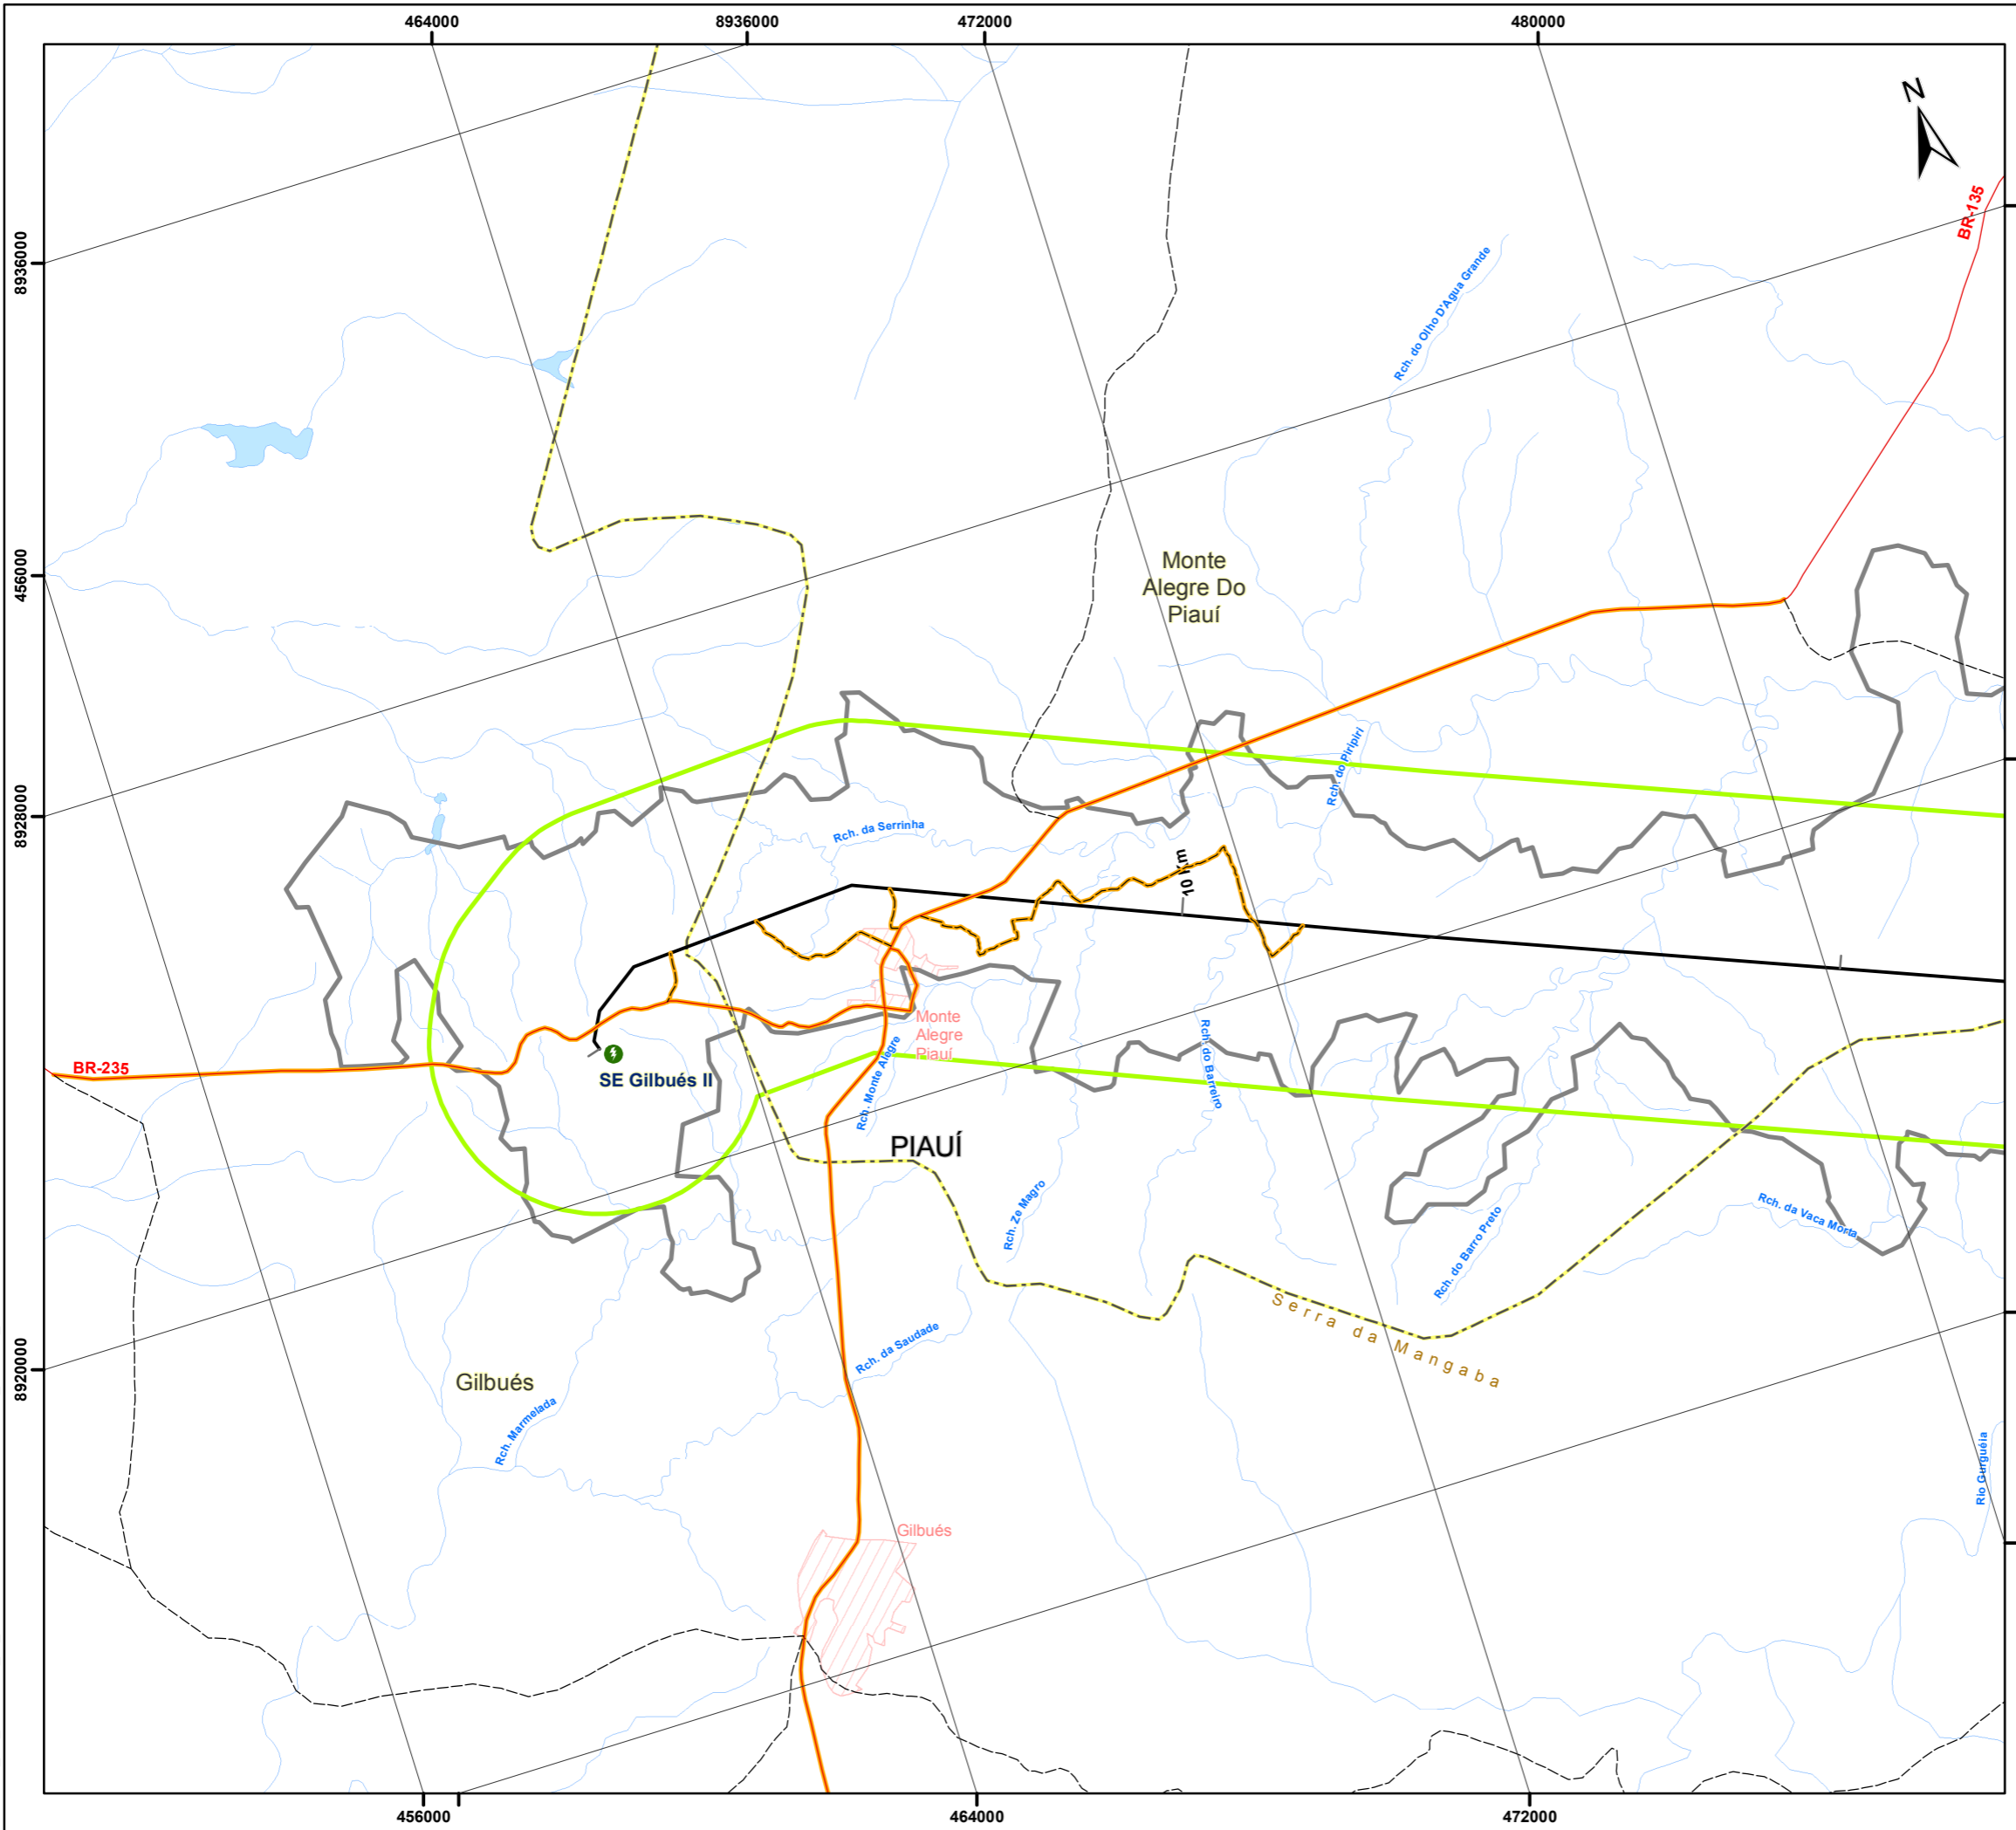 464000
8936000
472000
480000
N
BR-135
8936000
Rch. do Olho D'Agua Grande
456000
Monte
Alegre Do
Piauí
Rch. do Piripiri
8928000
Rch. da Serrinha
10 Km
Monte
Alegre
Piauí
BR-235
SE Gilbués II
Rch. Monte Alegre
Rch. do Barreiro
PIAUÍ
Rch. Ze Magro
Rch. da Vaca Morta
Rch. do Barro Preto
Serra da Mangaba
Rch. da Saudade
8920000
Gilbués
Rch. Marmelada
Rio Gurguéia
Gilbués
456000
464000
472000